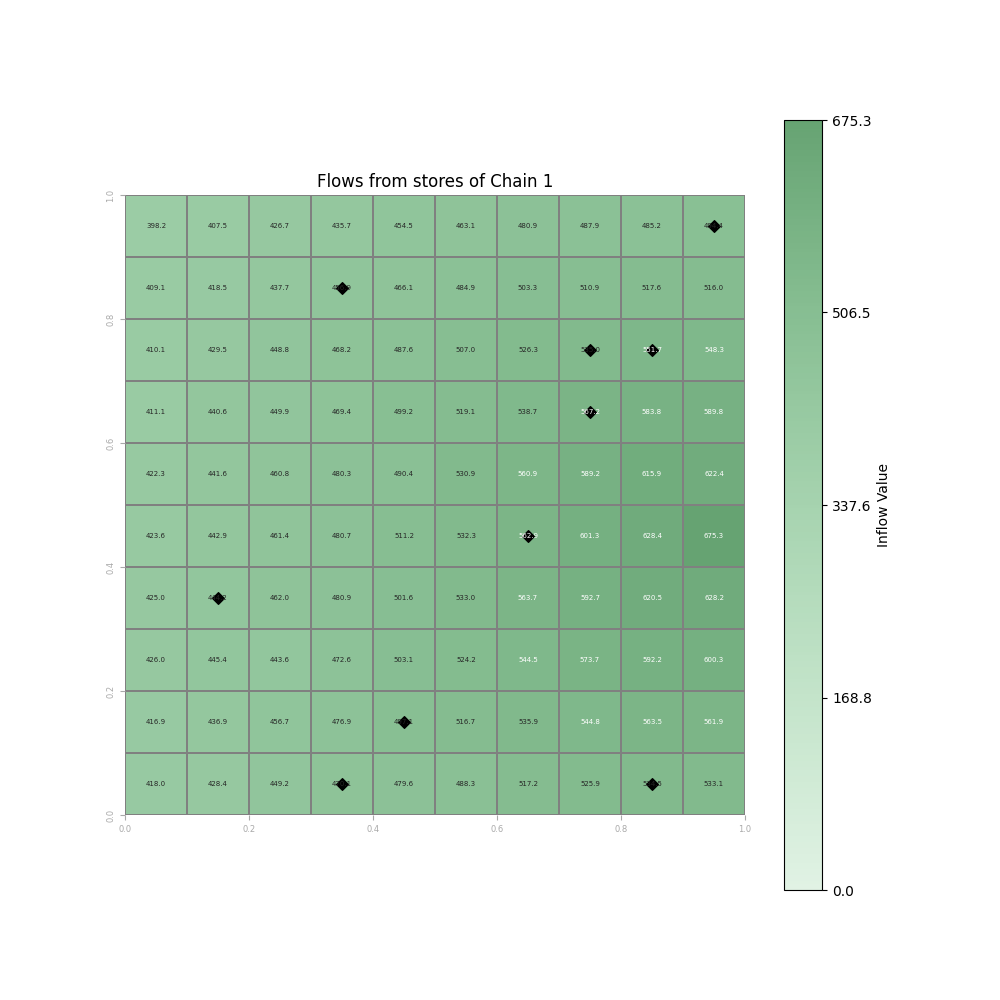 Flows from stores of Chain 1
1.0
398.2 407.5 426.7 435.7 454.5 463.1 480.9 487.9 485.2
409.1 418.5 437.7 466.1 484.9 503.3 510.9 517.6 516.0
0.8
410.1 429.5 448.8 468.2 487.6 507.0 526.3 548.3
411.1 440.6 449.9 469.4 499.2 519.1 538.7 583.8 589.8
0.6
422.3 441.6 460.8 480.3 490.4 530.9 560.9 589.2 615.9 622.4
423.6 442.9 461.4 480.7 511.2 532.3 601.3 628.4 675.3
0.4
425.0 462.0 480.9 501.6 533.0 563.7 592.7 620.5 628.2
426.0 445.4 443.6 472.6 503.1 524.2 544.5 573.7 592.2 600.3
0.2
416.9 436.9 456.7 476.9 516.7 535.9 544.8 563.5 561.9
418.0 428.4 449.2 479.6 488.3 517.2 525.9 533.1
0.0
0.0 0.2 0.4 0.6 0.8 1.0
675.3
506.5
337.6
168.8
0.0
Inflow Value